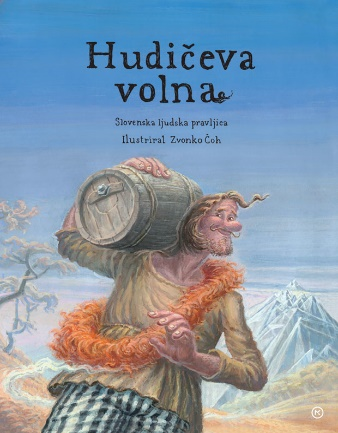 Hudičeva
volna
Slovenska ljudska pravljica
Ilustriral Zvonko Čoh